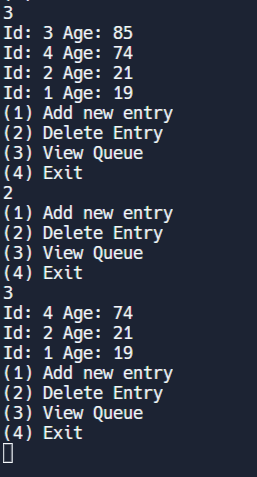 3
Id: 3 Age: 85
Id: 4 Age: 74
Id: 2 Age: 21
Id: 1 Age: 19
(1) Add new entry
(2) Delete Entry
(3) View Queue
(4) Exit
2
(1) Add new entry
(2) Delete Entry
(3) View Queue
(4) Exit
3
Id: 4 Age: 74
Id: 2 Age: 21
Id: 1 Age: 19
(1) Add new entry
(2) Delete Entry
(3) View Queue
(4) Exit